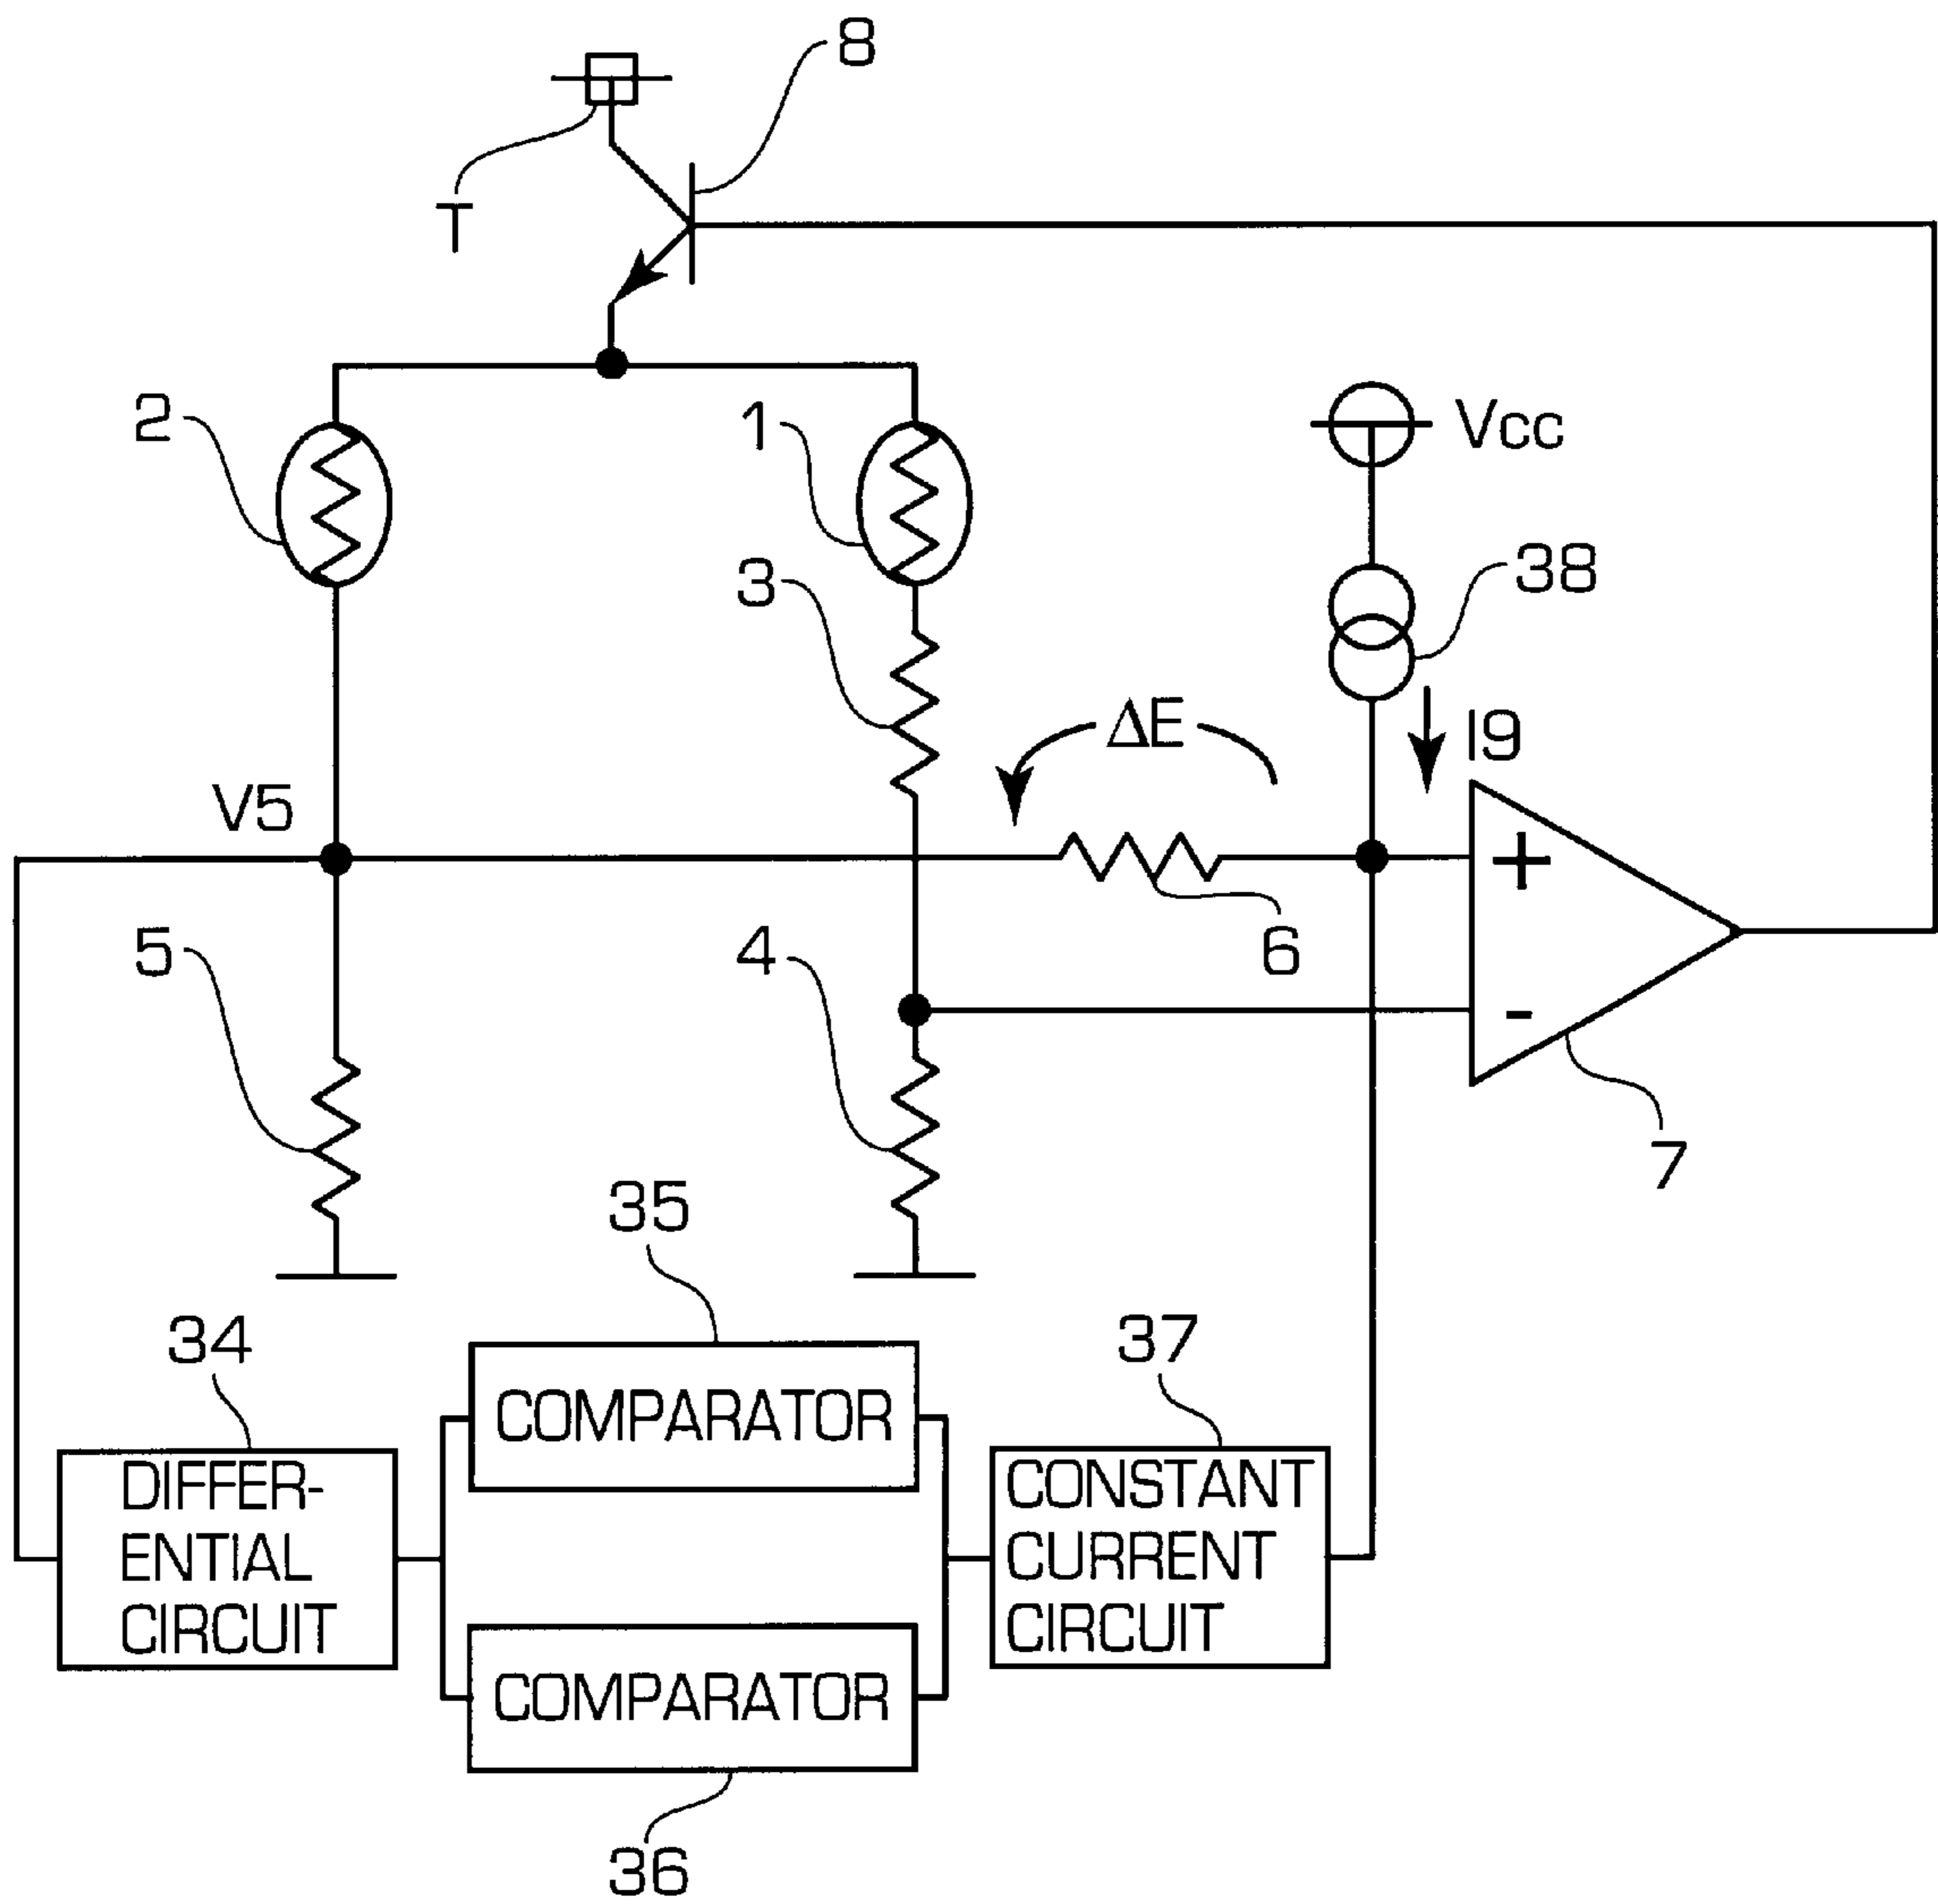 8
T
2
1
Vcc
3
38
ΔE
I9
V5
+
5
4
6
-
7
35
34
37
COMPARATOR
DIFFER-
ENTIAL
CIRCUIT
CONSTANT
CURRENT
CIRCUIT
COMPARATOR
36